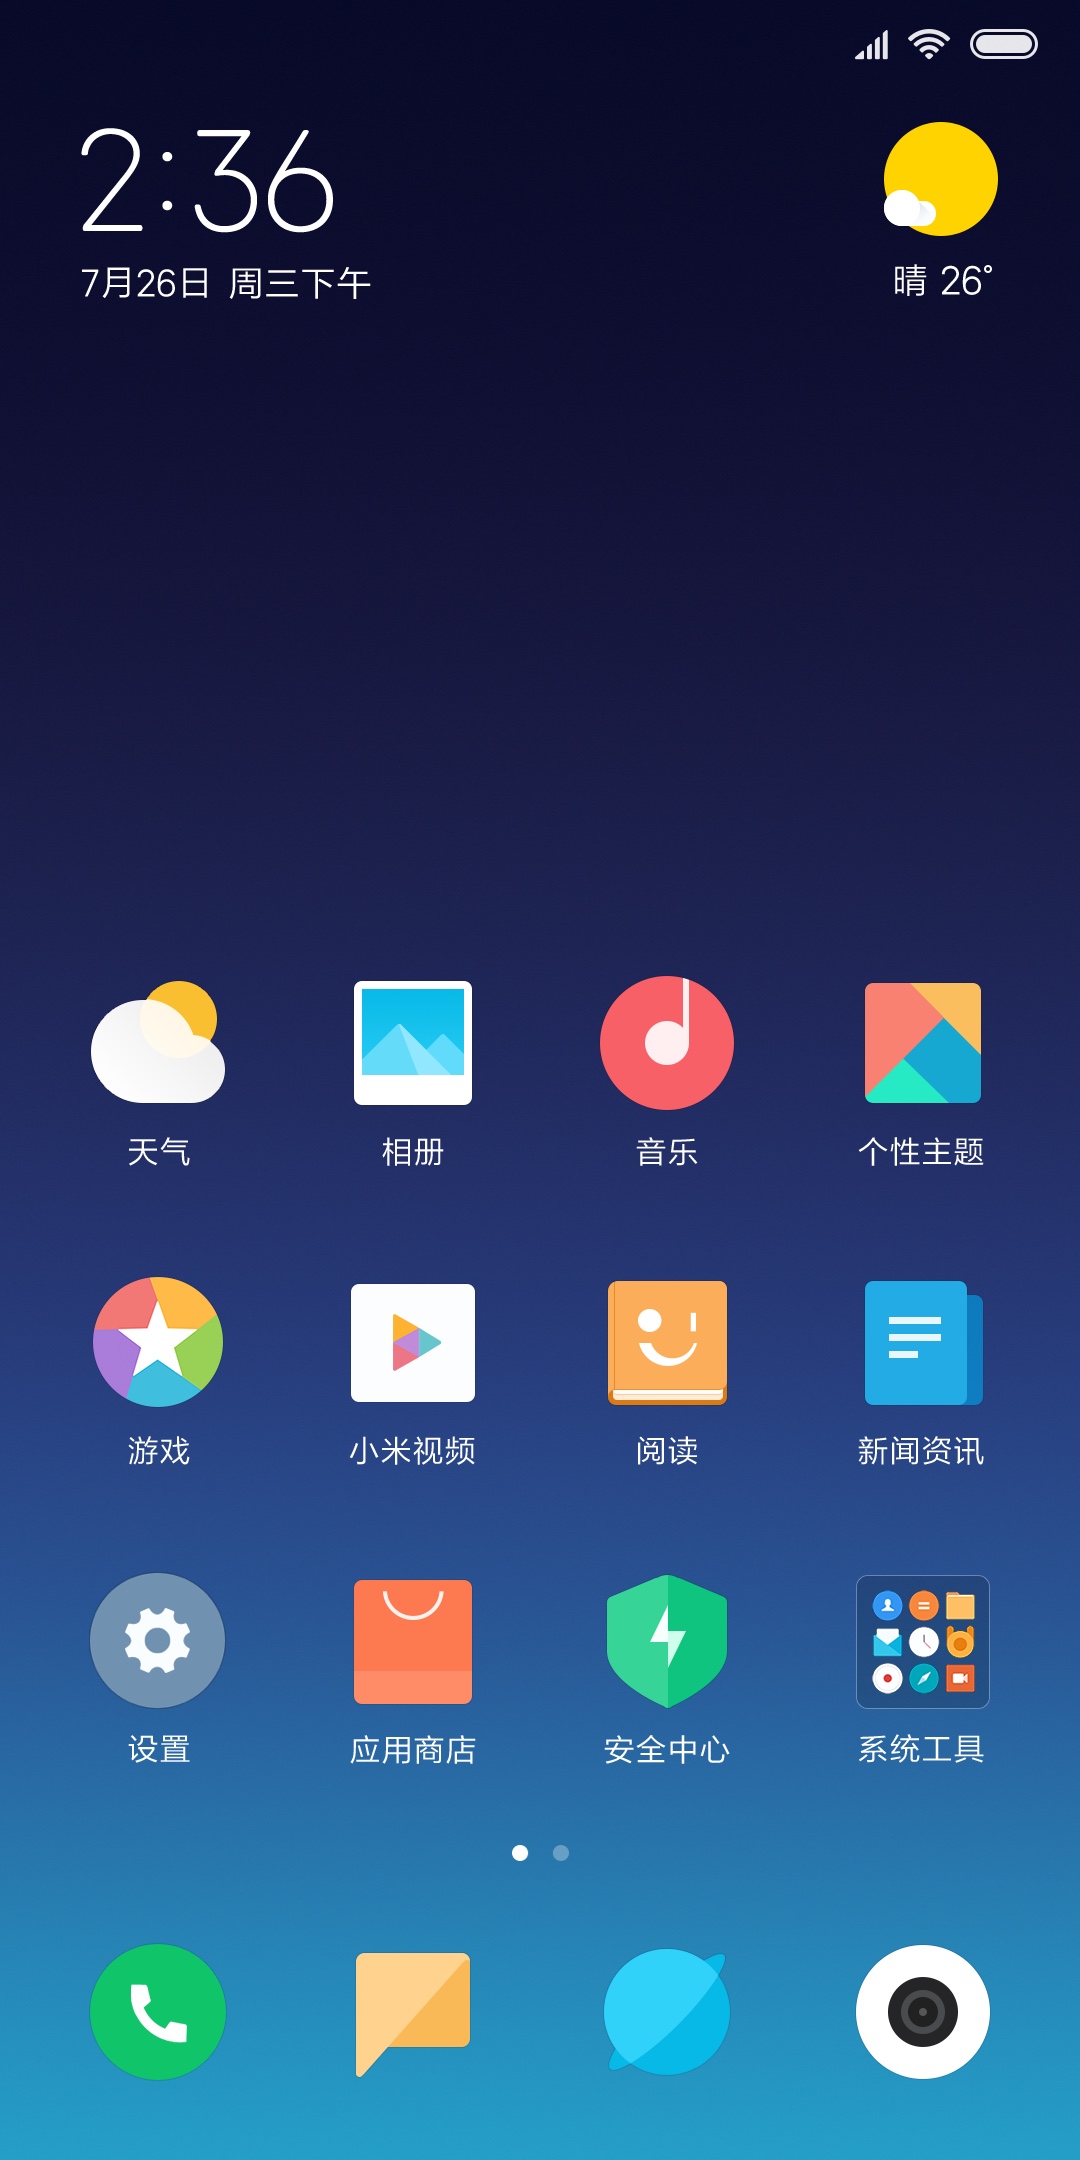 2:36
7月26日 周三下午
晴 26°
天气
相册
音乐
个性主题
游戏
小米视频
阅读
新闻资讯
设置
应用商店
安全中心
系统工具